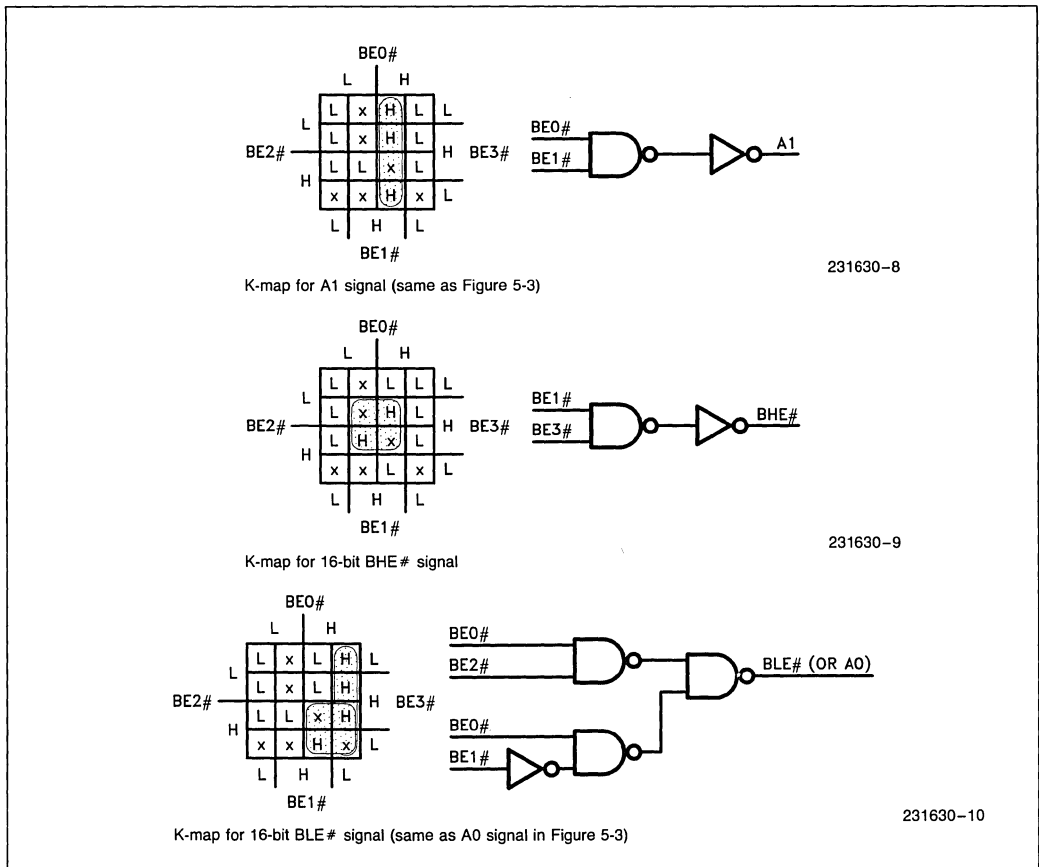 BE0#
L H
L x H L L
L
L x H L
BE2# H BE3#
L L x L
H
x x H x L
L H L
BE1#
BE0#
BE1#
A1
231630-8
K-map for A1 signal (same as Figure 5-3)
BE0#
L H
L x L L L
L
L x H L
BE2# H BE3#
L H x L
H
x x L x L
L H L
BE1#
BE1#
BE3#
BHE#
231630-9
K-map for 16-bit BHE# signal
BE0#
L H
L x L H L
L
L x L H
BE2# H BE3#
L L x H
H
x x H x L
L H L
BE1#
BE0#
BE2#
BE0#
BE1#
BLE# (OR A0)
231630-10
K-map for 16-bit BLE# signal (same as A0 signal in Figure 5-3)